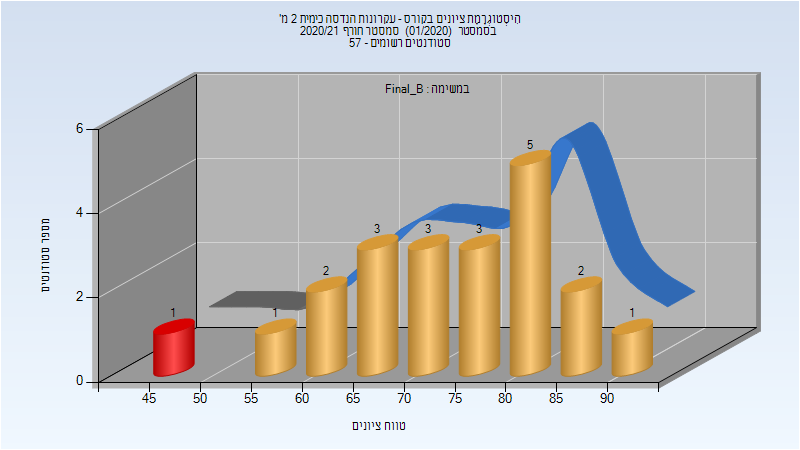 הִיסְטוגְרָמַת ציונים בקורס - עקרונות הנדסה כימית 2 מ'
בסמסטר (01/2020) סמסטר חורף 2020/21
סטודנטים רשומים - 57
במשימה : Final_B
מספר סטודנטים
6
4
2
0
1
1
2
3
3
3
5
2
1
45 50 55 60 65 70 75 80 85 90
טווח ציונים